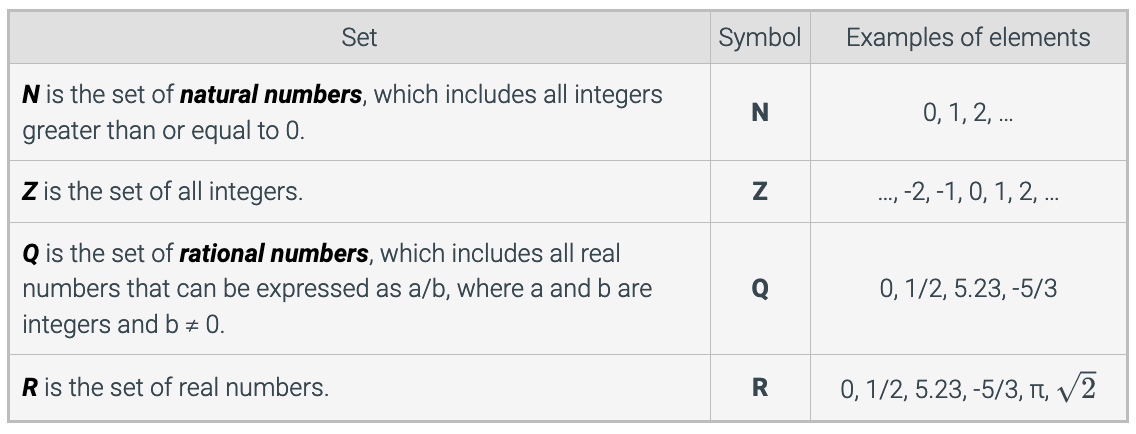 Set Symbol Examples of elements
N is the set of natural numbers, which includes all integers
greater than or equal to 0.
N
0, 1, 2, ...
Z is the set of all integers.
Z
..., -2, -1, 0, 1, 2, ...
Q is the set of rational numbers, which includes all real
numbers that can be expressed as a/b, where a and b are
integers and b ≠ 0.
Q
0, 1/2, 5.23, -5/3
R is the set of real numbers.
R
0, 1/2, 5.23, -5/3, π, √2